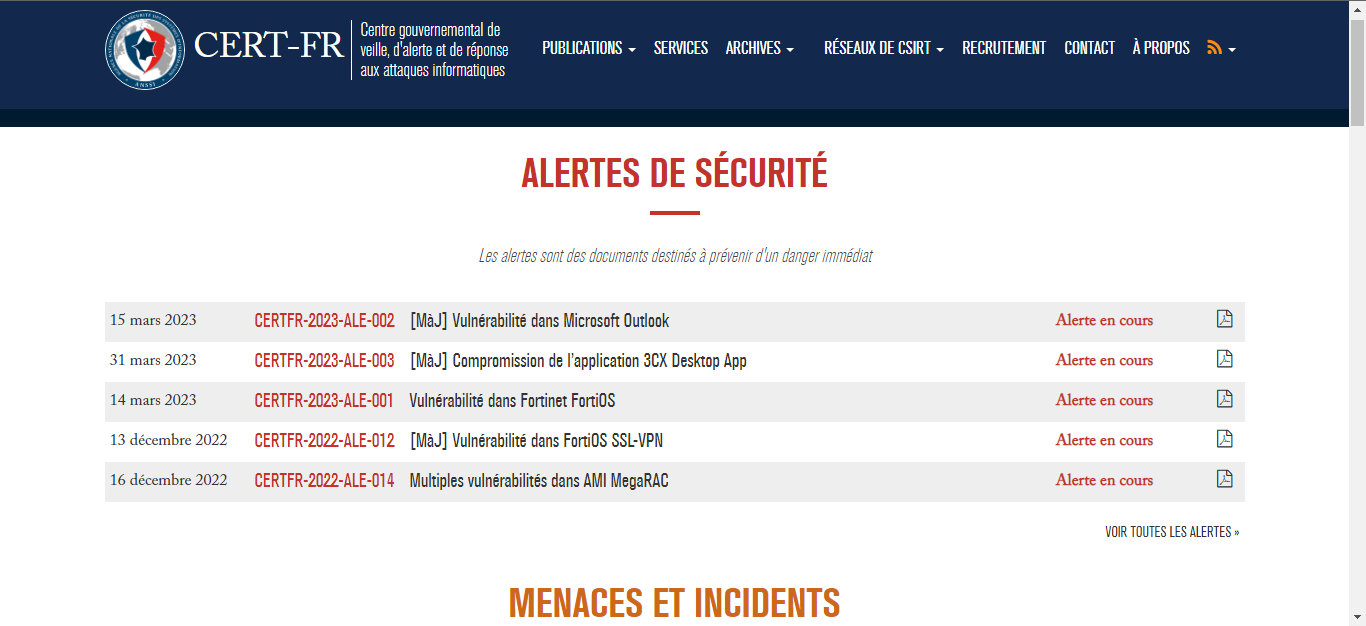 CERT-FR
Centre gouvernemental de
veille, d'alerte et de réponse
aux attaques informatiques
PUBLICATIONS
SERVICES
ARCHIVES
RÉSEAUX DE CSIRT
RECRUTEMENT
CONTACT
À PROPOS
ANSSI
ALERTES DE SÉCURITÉ
Les alertes sont des documents destinés à prévenir d'un danger immédiat
15 mars 2023 CERTFR-2023-ALE-002 [MàJ] Vulnérabilité dans Microsoft Outlook Alerte en cours
31 mars 2023 CERTFR-2023-ALE-003 [MàJ] Compromission de l’application 3CX Desktop App Alerte en cours
14 mars 2023 CERTFR-2023-ALE-001 Vulnérabilité dans Fortinet FortiOS Alerte en cours
13 décembre 2022 CERTFR-2022-ALE-012 [MàJ] Vulnérabilité dans FortiOS SSL-VPN Alerte en cours
16 décembre 2022 CERTFR-2022-ALE-014 Multiples vulnérabilités dans AMI MegaRAC Alerte en cours
VOIR TOUTES LES ALERTES »
MENACES ET INCIDENTS